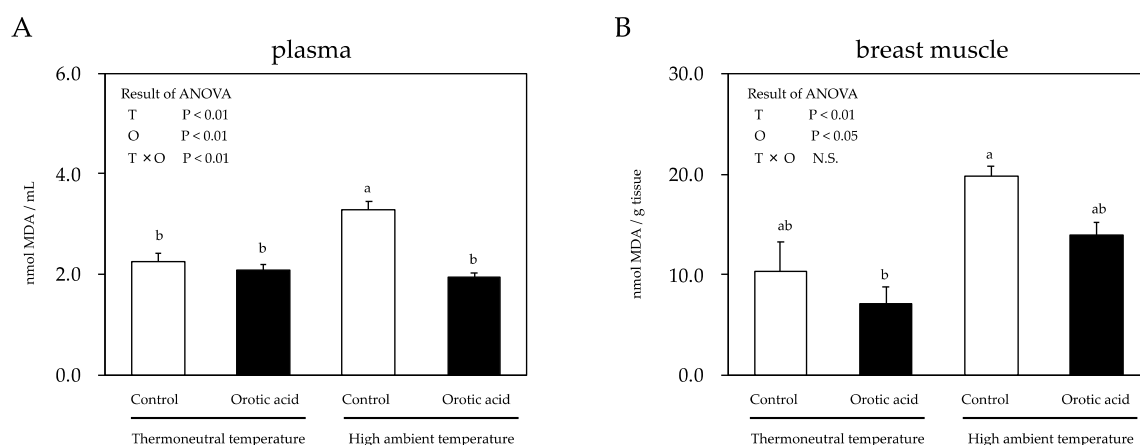 A
plasma
6.0
4.0
2.0
0.0
nmol MDA / mL
Result of ANOVA
T P < 0.01
O P < 0.01
T × O P < 0.01
b
b
a
b
Control Orotic acid Control Orotic acid
Thermoneutral temperature High ambient temperature
B
breast muscle
30.0
20.0
10.0
0.0
nmol MDA / g tissue
Result of ANOVA
T P < 0.01
O P < 0.05
T × O N.S.
ab
b
a
ab
Control Orotic acid Control Orotic acid
Thermoneutral temperature High ambient temperature